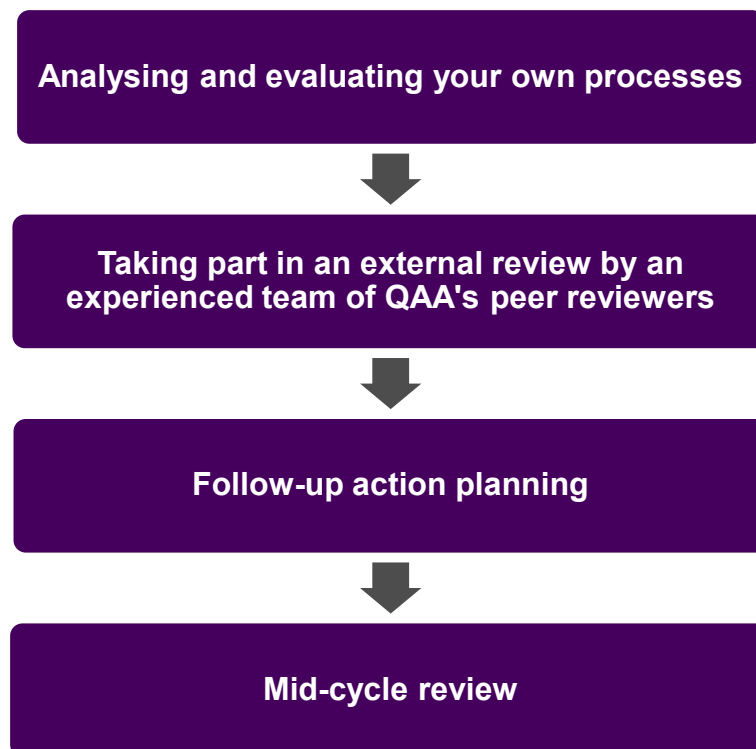 Analysing and evaluating your own processes
Taking part in an external review by an
experienced team of QAA's peer reviewers
Follow-up action planning
Mid-cycle review